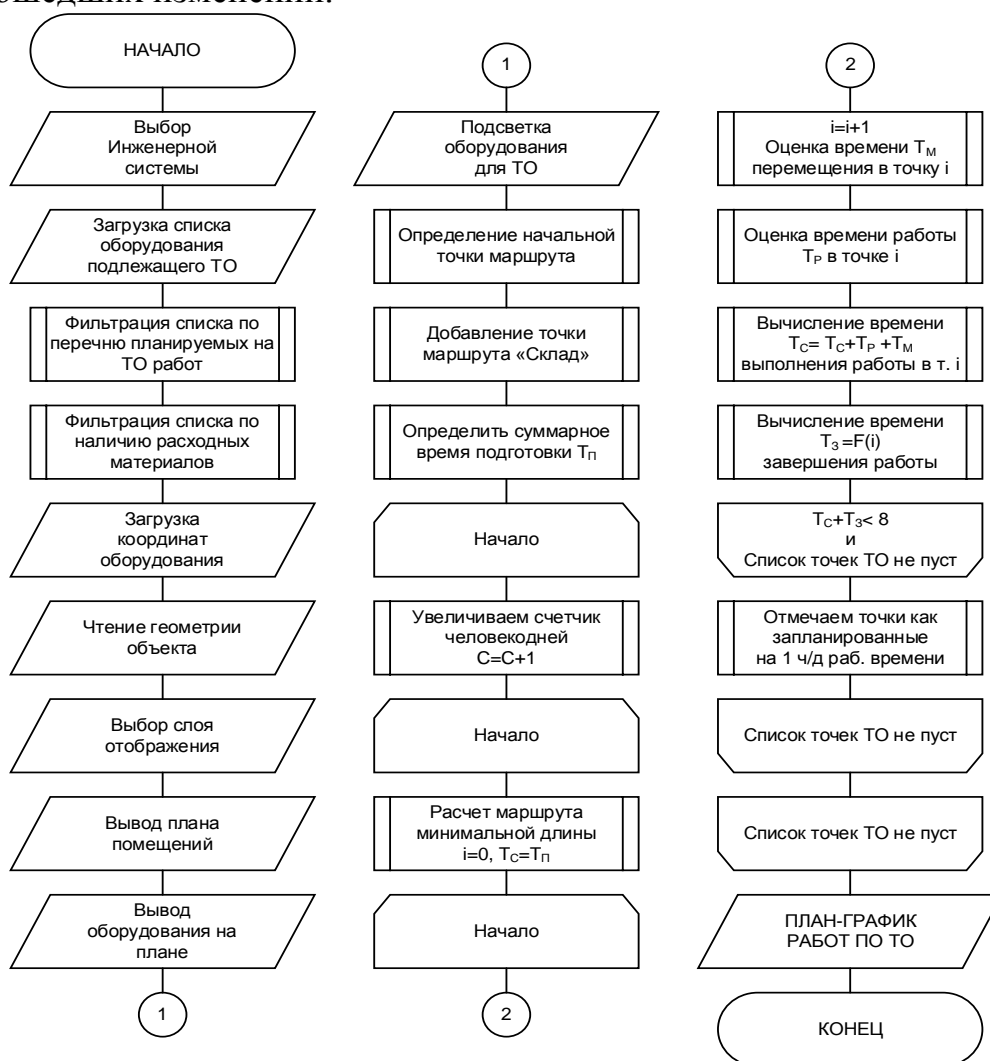 ошедших изменений.
НАЧАЛО
Выбор
Инженерной
системы
Загрузка списка
оборудования
подлежащего ТО
Фильтрация списка по
перечню планируемых на
ТО работ
Фильтрация списка по
наличию расходных
материалов
Загрузка
координат
оборудования
Чтение геометрии
объекта
Выбор слоя
отображения
Вывод плана
помещений
Вывод
оборудования на
плане
1
1
Подсветка
оборудования
для ТО
Определение начальной
точки маршрута
Добавление точки
маршрута «Склад»
Определить суммарное
время подготовки TП
Начало
Увеличиваем счетчик
человекодней
C=C+1
Начало
Расчет маршрута
минимальной длины
i=0, TС=TП
Начало
2
2
i=i+1
Оценка времени TМ
перемещения в точку i
Оценка времени работы
TР в точке i
Вычисление времени
TС= TС+TР +TМ
выполнения работы в т. i
Вычисление времени
TЗ =F(i)
завершения работы
TС+TЗ< 8
и
Список точек ТО не пуст
Отмечаем точки как
запланированные
на 1 ч/д раб. времени
Список точек ТО не пуст
Список точек ТО не пуст
ПЛАН-ГРАФИК
РАБОТ ПО ТО
КОНЕЦ